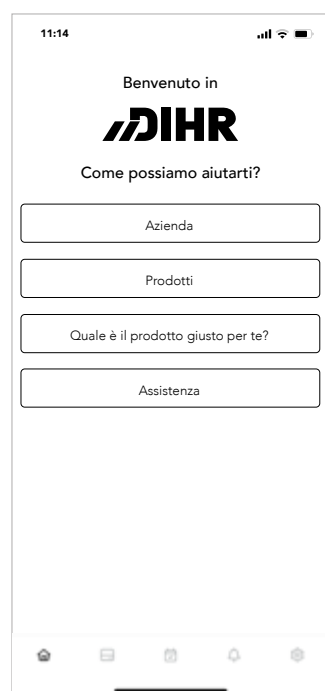 11:14
Benvenuto in
DIHR
Come possiamo aiutarti?
Azienda
Prodotti
Quale è il prodotto giusto per te?
Assistenza